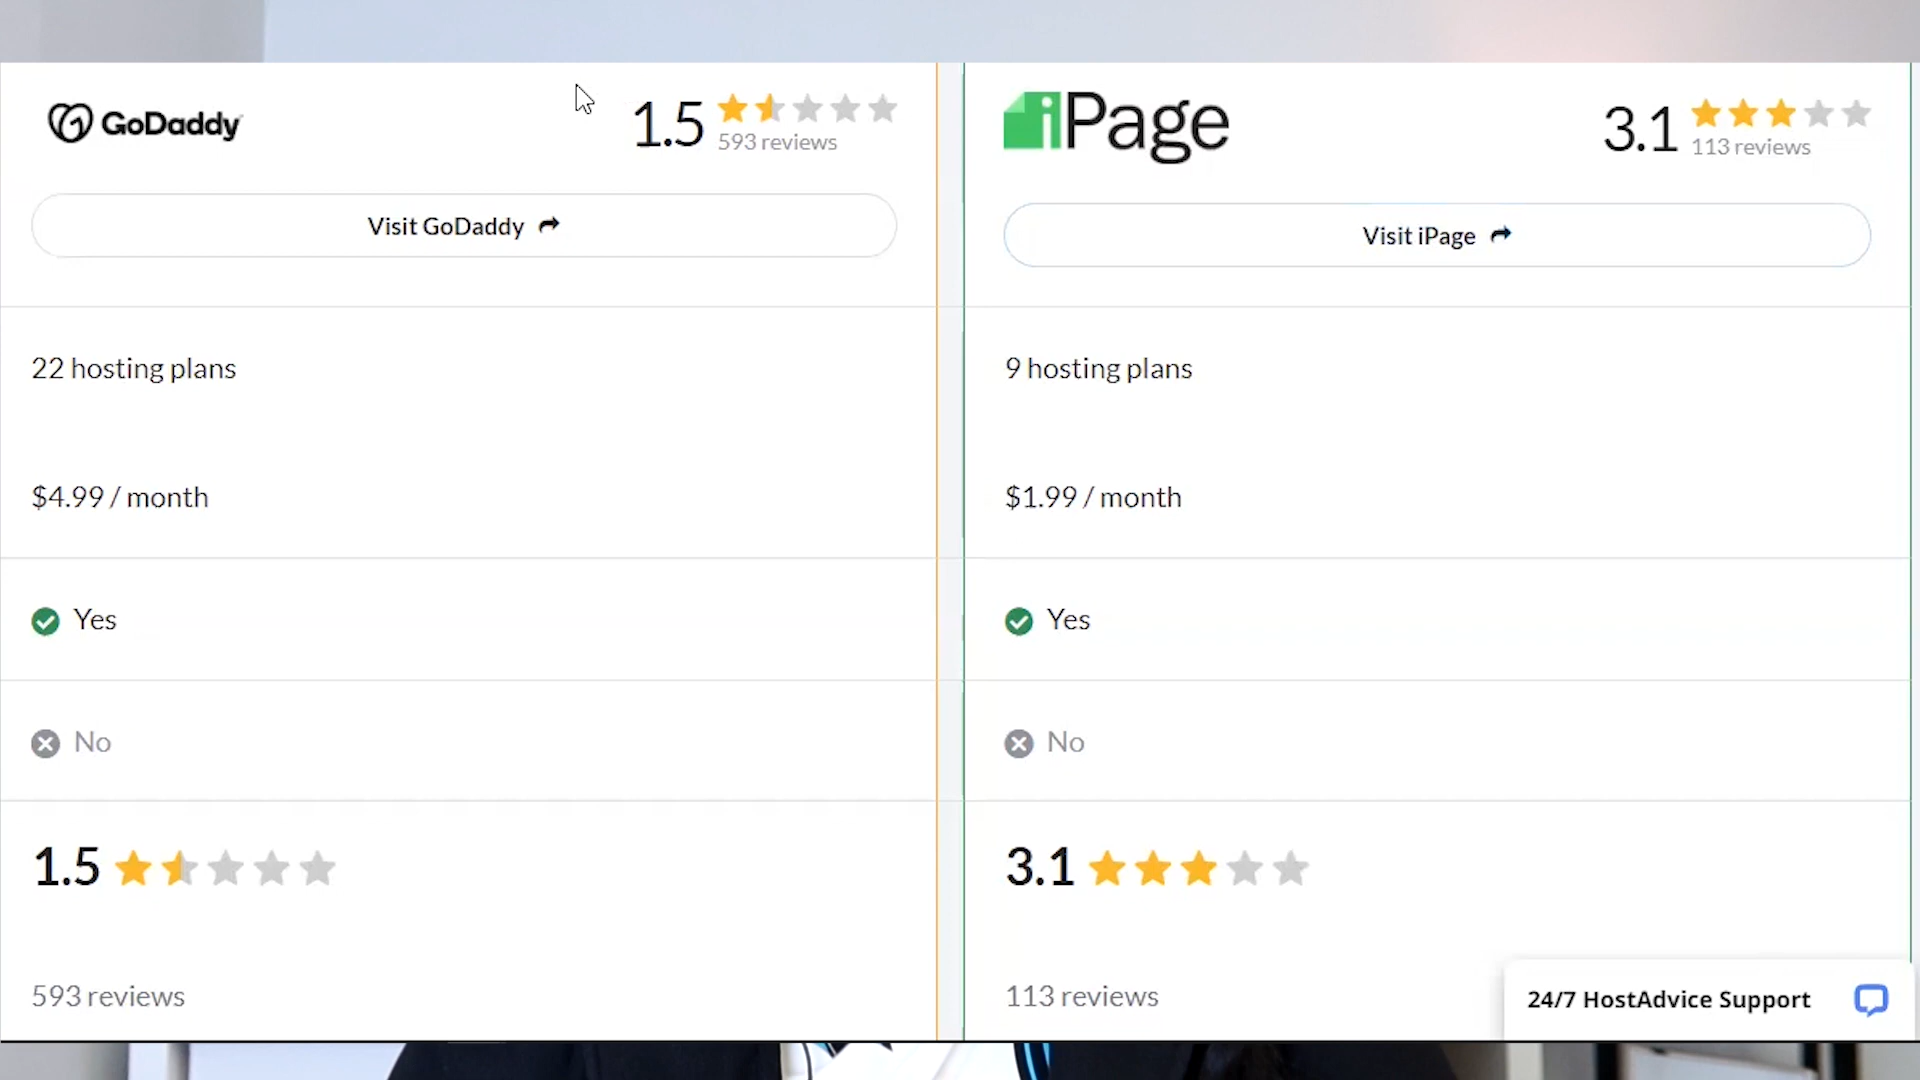 GoDaddy
1.5
593 reviews
Visit GoDaddy
22 hosting plans
$4.99 / month
Yes
No
1.5
593 reviews
iPage
3.1
113 reviews
Visit iPage
9 hosting plans
$1.99 / month
Yes
No
3.1
113 reviews
24/7 HostAdvice Support